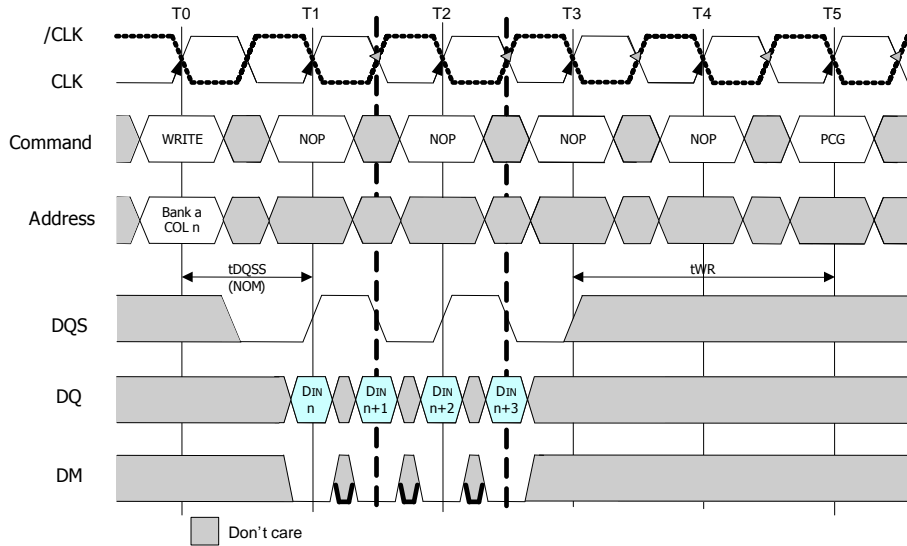 T0 T1 T2 T3 T4 T5
/CLK
CLK
Command WRITE NOP NOP NOP NOP PCG
Address Bank a
COL n
tDQSS
(NOM)
tWR
DQS
DQ DIN DIN DIN DIN
n n+1 n+2 n+3
DM
Don't care